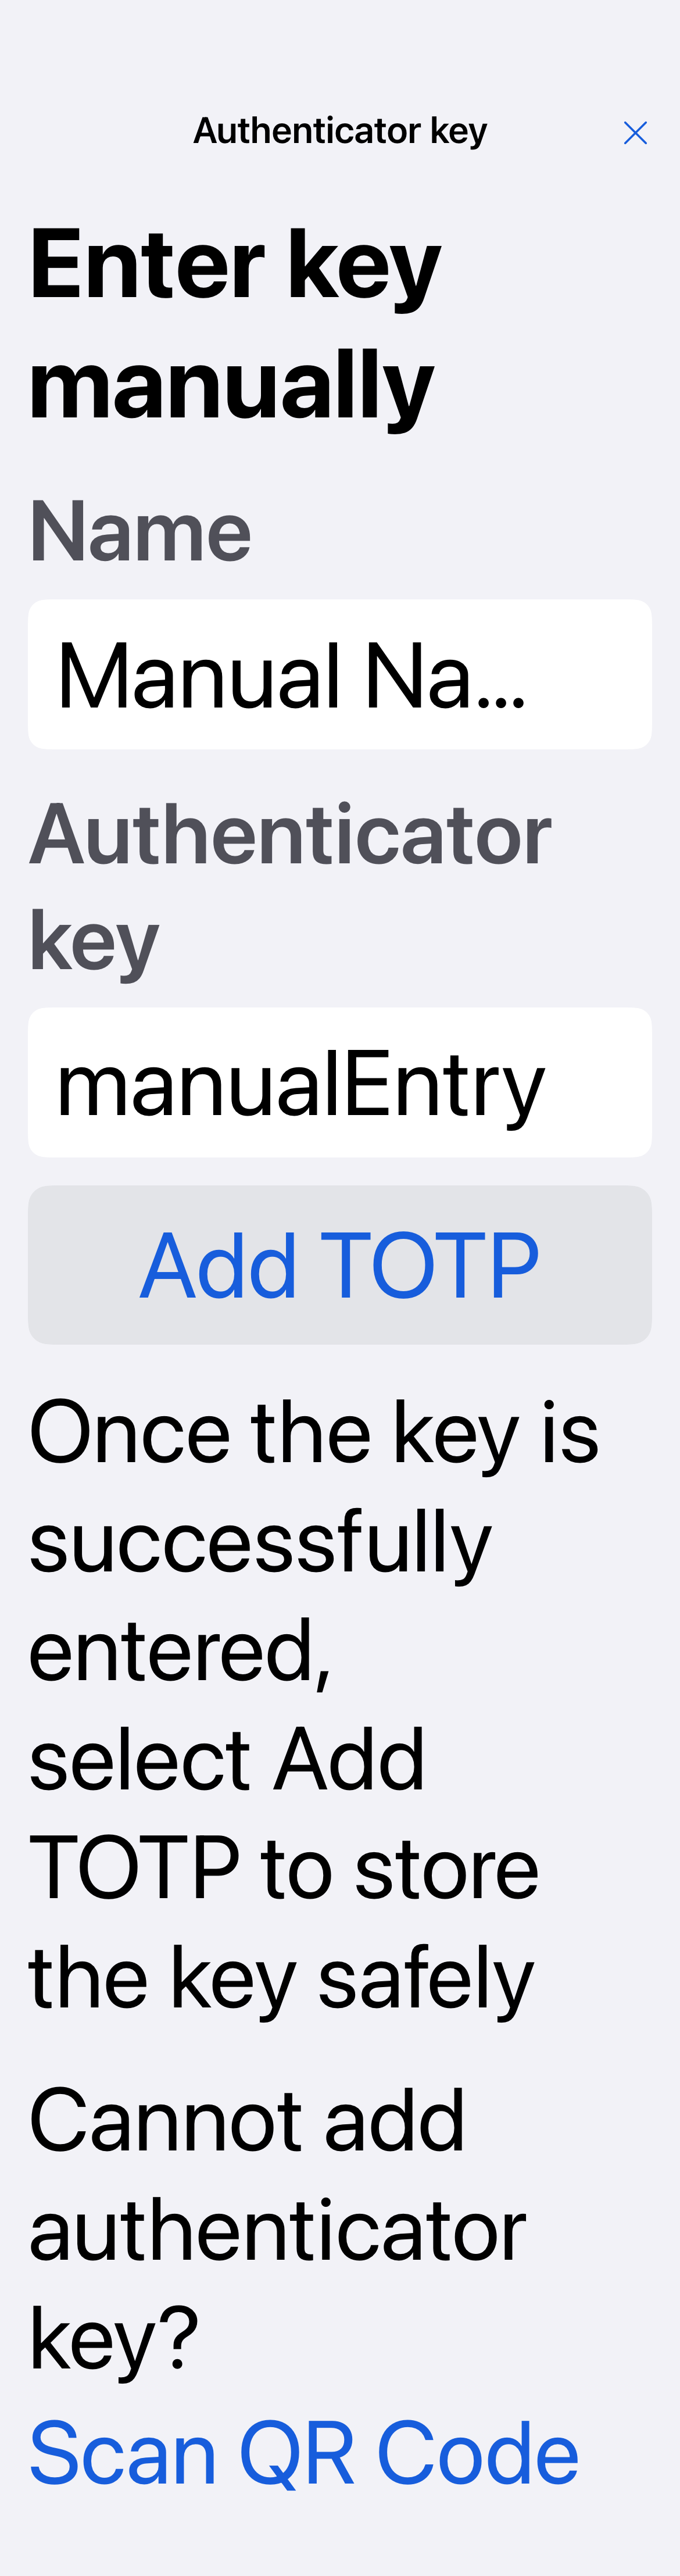 Authenticator key
Enter key
manually
Name
Manual Na...
Authenticator
key
manualEntry
Add TOTP
Once the key is
successfully
entered,
select Add
TOTP to store
the key safely
Cannot add
authenticator
key?
Scan QR Code